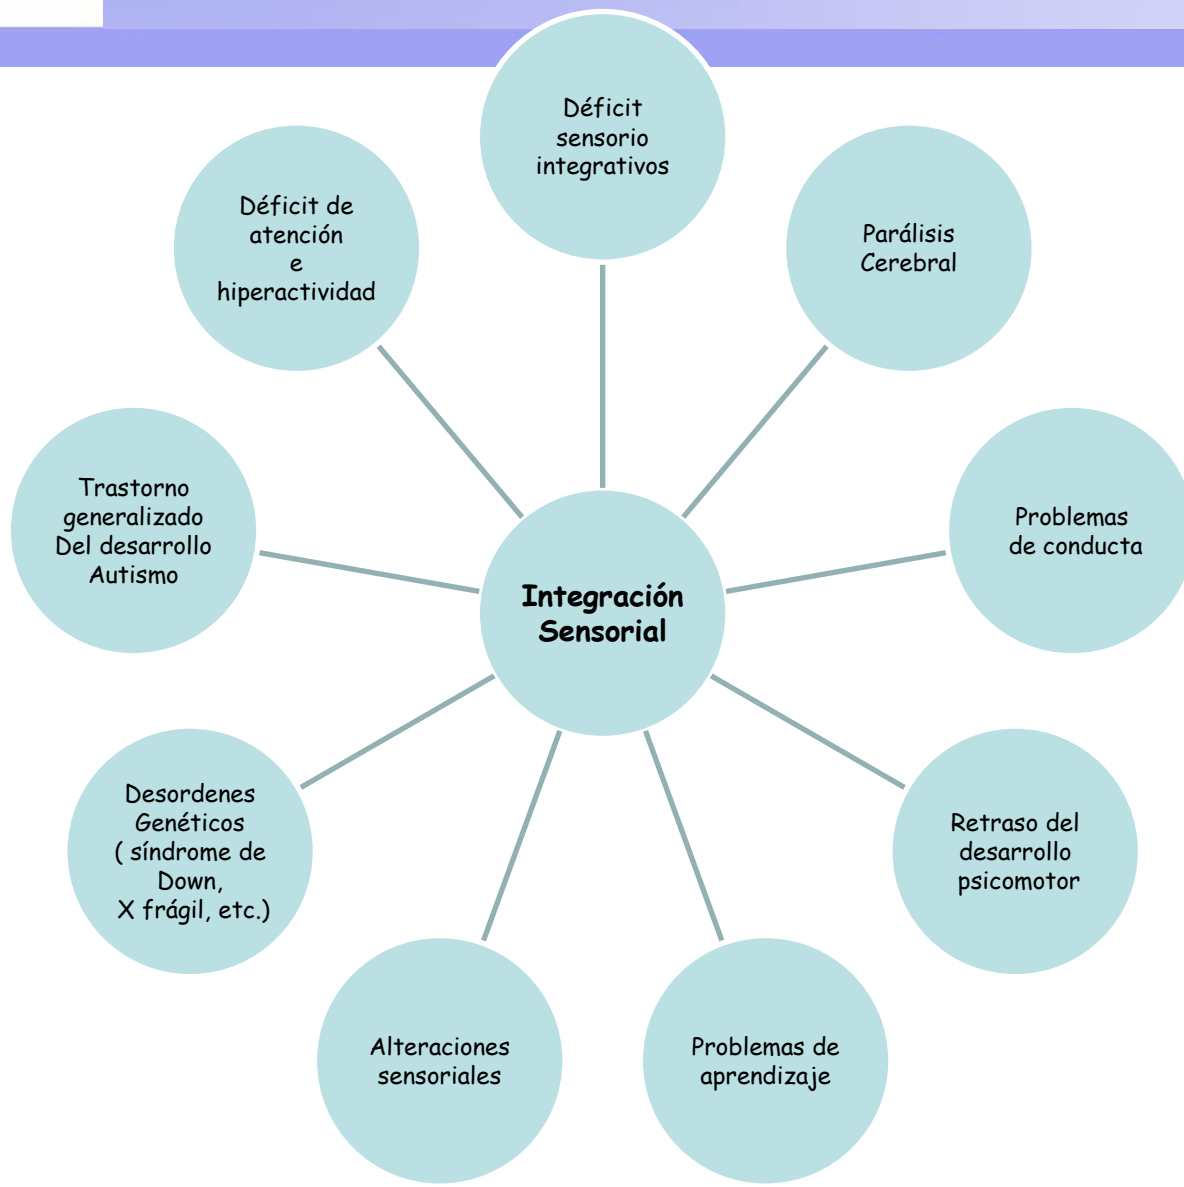 Déficit
sensorio
integrativos
Parálisis
Cerebral
Problemas
de conducta
Retraso del
desarrollo
psicomotor
Problemas de
aprendizaje
Alteraciones
sensoriales
Desordenes
Genéticos
( síndrome de
Down,
X frágil, etc.)
Trastorno
generalizado
Del desarrollo
Autismo
Déficit de
atención
e
hiperactividad
Integración
Sensorial